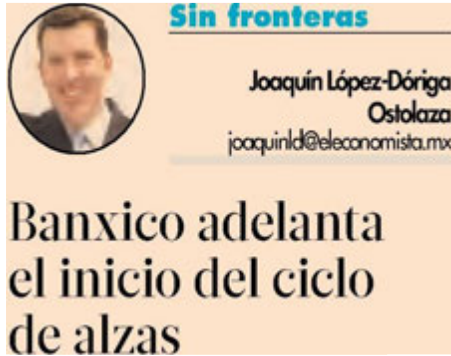 Sin fronteras
Joaquín López-Dóriga
Ostolaza
joaquinld@eleconomista.mx
Banxico adelanta
el inicio del ciclo
de alzas